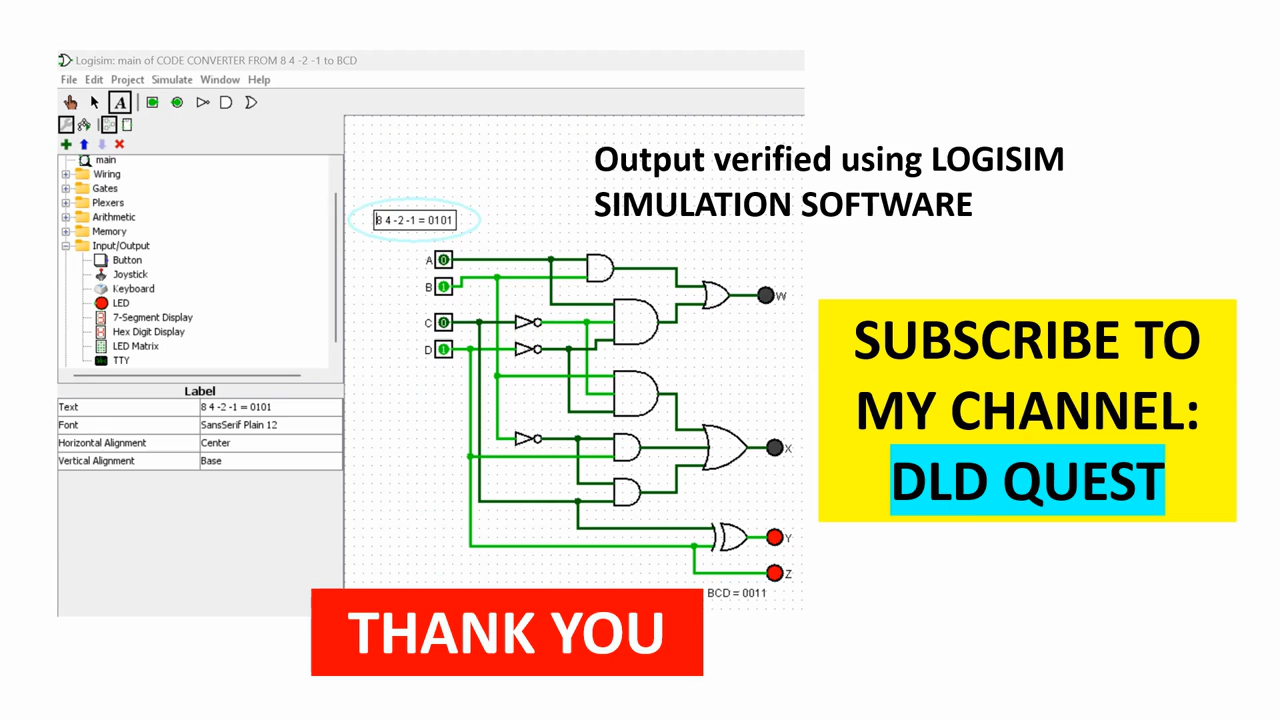 Logisim: main of CODE CONVERTER FROM 8 4 -2 -1 to BCD
File Edit Project Simulate Window Help
A
main
Wiring
Gates
Plexers
Arithmetic
Memory
Input/Output
Button
Joystick
Keyboard
LED
7-Segment Display
Hex Digit Display
LED Matrix
TTY
Label
Text 8 4 -2 -1 = 0101
Font SansSerif Plain 12
Horizontal Alignment Center
Vertical Alignment Base
Output verified using LOGISIM
SIMULATION SOFTWARE
8 4 -2 -1 = 0101
A 0
B 1
C 0
D 1
W
X
Y
Z
BCD = 0011
SUBSCRIBE TO
MY CHANNEL:
DLD QUEST
THANK YOU